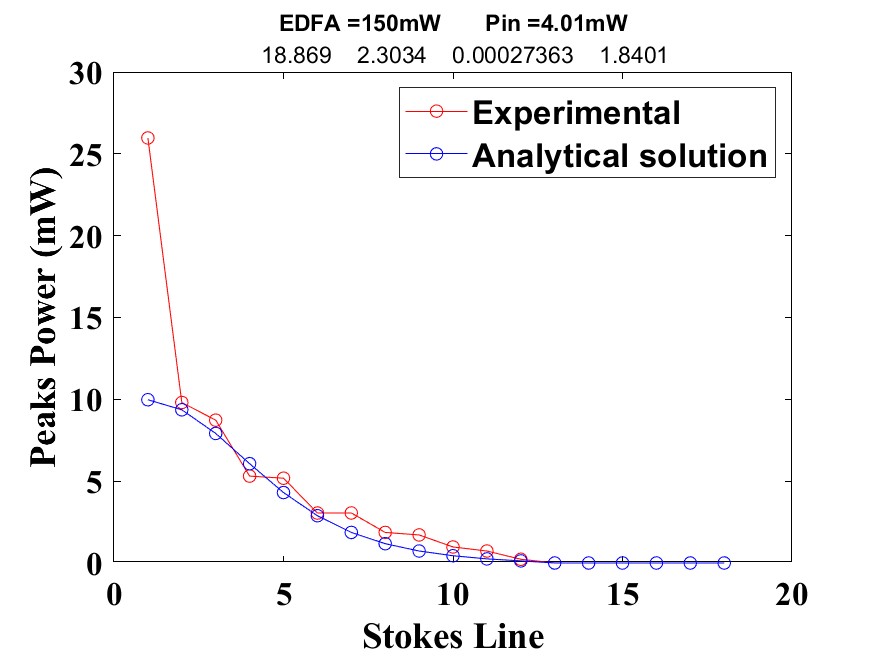 EDFA =150mW Pin =4.01mW
18.869 2.3034 0.00027363 1.8401
30
25
20
15
10
5
0
Peaks Power (mW)
Experimental
Analytical solution
0 5 10 15 20
Stokes Line